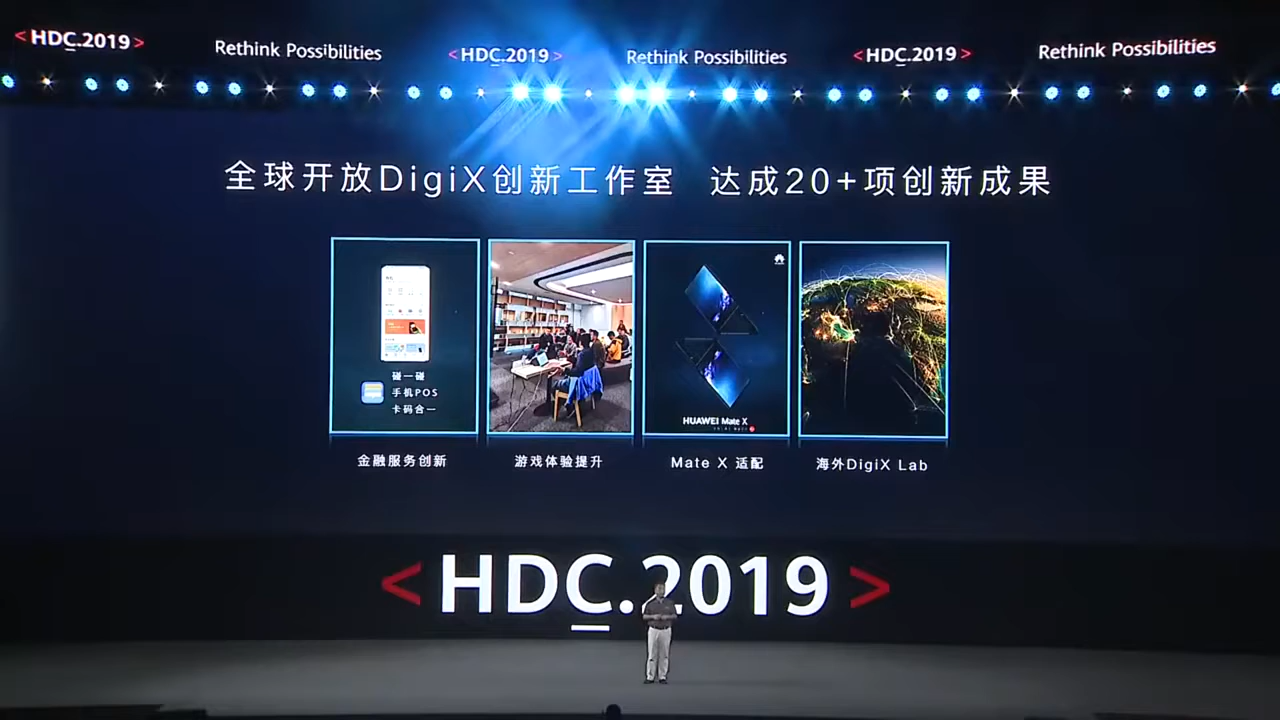 <HDC.2019>
Rethink Possibilities
<HDC.2019>
Rethink Possibilities
<HDC.2019>
Rethink Possibilities
全球开放DigiX创新工作室 达成20+项创新成果
碰一碰
手机POS
卡码合一
HUAWEI Mate X
金融服务创新
游戏体验提升
Mate X 适配
海外DigiX Lab
<HDC.2019>